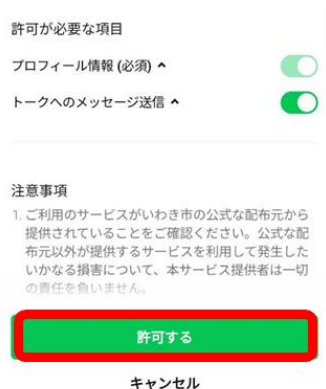 許可が必要な項目
プロフィール情報 (必須)
トークへのメッセージ送信
注意事項
1. ご利用のサービスがいわき市の公式な配布元から
提供されていることをご確認ください。公式な配
布元以外が提供するサービスを利用して発生した
いかなる損害について、本サービス提供者は一切
の責任を負いません。
許可する
キャンセル